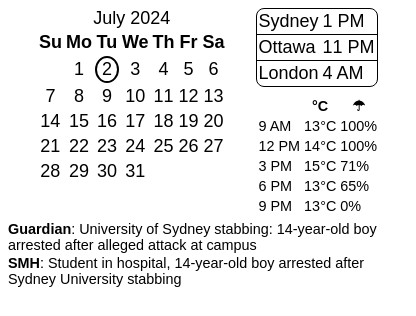 July 2024
Su Mo Tu We Th Fr Sa
1 2 3 4 5 6
7 8 9 10 11 12 13
14 15 16 17 18 19 20
21 22 23 24 25 26 27
28 29 30 31
Sydney 1 PM
Ottawa 11 PM
London 4 AM
°C ☂
9 AM 13°C 100%
12 PM 14°C 100%
3 PM 15°C 71%
6 PM 13°C 65%
9 PM 13°C 0%
Guardian: University of Sydney stabbing: 14-year-old boy
arrested after alleged attack at campus
SMH: Student in hospital, 14-year-old boy arrested after
Sydney University stabbing